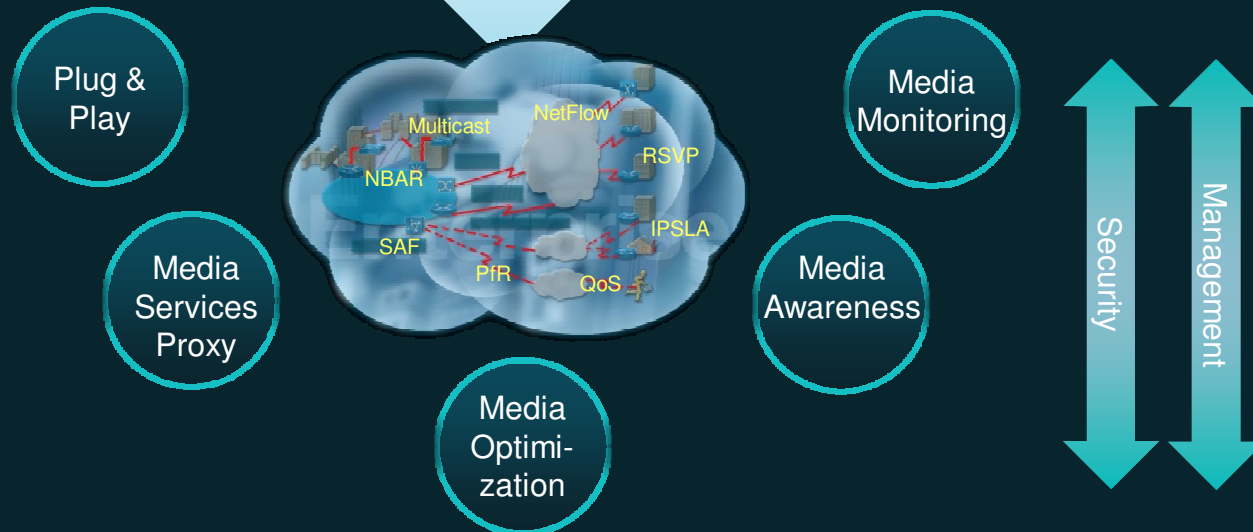 Plug &
Play
Media
Services
Proxy
Media
Optimi-
zation
Multicast
NetFlow
NBAR
RSVP
SAF
IPSLA
PfR
QoS
Enterprise
Media
Monitoring
Media
Awareness
Security
Management